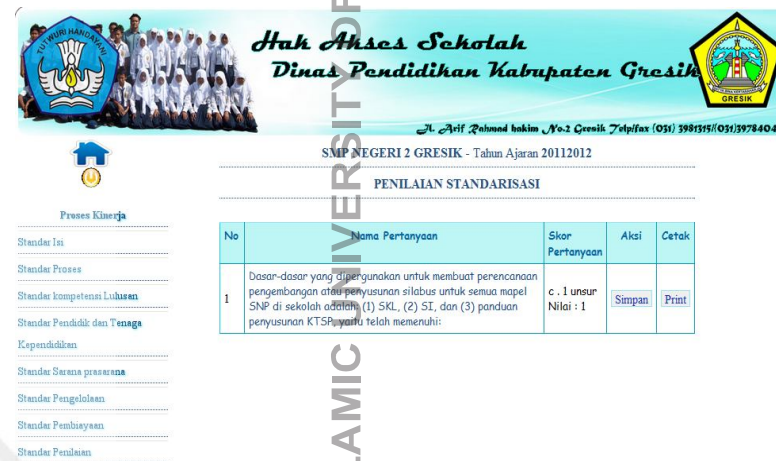 TUTWURI HANDAYANI
Hak Akses Sekolah
Dinas Pendidikan Kabupaten Gresik
GRESIK
Jl. Arif Rahmad hakim No.2 Gresik Telp/fax (031) 3981315/(031)3978404
SMP NEGERI 2 GRESIK - Tahun Ajaran 20112012
PENILAIAN STANDARISASI
Proses Kinerja
Standar Isi
Standar Proses
Standar kompetensi Lulusan
Standar Pendidik dan Tenaga
Kependidikan
Standar Sarana prasarana
Standar Pengelolaan
Standar Pembiayaan
Standar Penilaian
No Nama Pertanyaan Skor Pertanyaan Aksi Cetak
1 Dasar-dasar yang dipergunakan untuk membuat perencanaan
pengembangan atau penyusunan silabus untuk semua mapel
SNP di sekolah adalah: (1) SKL, (2) SI, dan (3) panduan
penyusunan KTSP, yaitu telah memenuhi:
c . 1 unsur
Nilai : 1
Simpan
Print
LAMIC UNIVERSITY OF